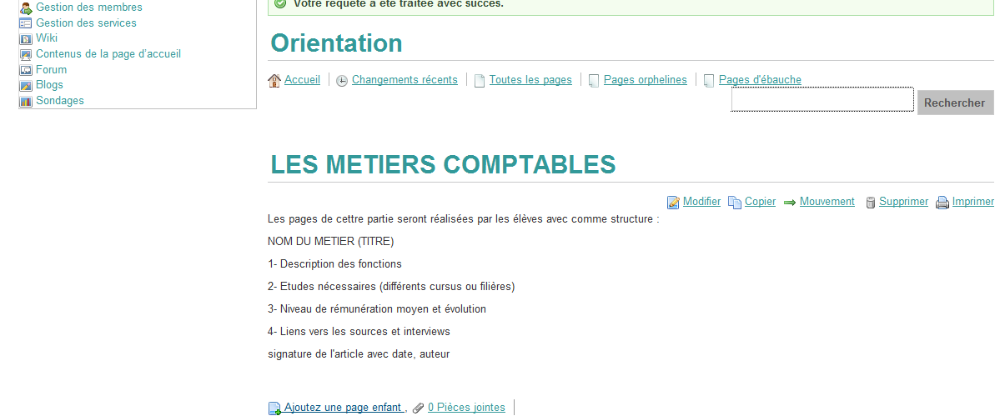 Gestion des membres
Gestion des services
Wiki
Contenus de la page d'accueil
Forum
Blogs
Sondages
Votre requête a été traitée avec succès.
Orientation
Accueil Changements récents Toutes les pages Pages orphelines Pages d'ébauche
Rechercher
LES METIERS COMPTABLES
Modifier Copier Mouvement Supprimer Imprimer
Les pages de cettre partie seront réalisées par les élèves avec comme structure :
NOM DU METIER (TITRE)
1- Description des fonctions
2- Etudes nécessaires (différents cursus ou filières)
3- Niveau de rémunération moyen et évolution
4- Liens vers les sources et interviews
signature de l'article avec date, auteur
Ajoutez une page enfant , 0 Pièces jointes